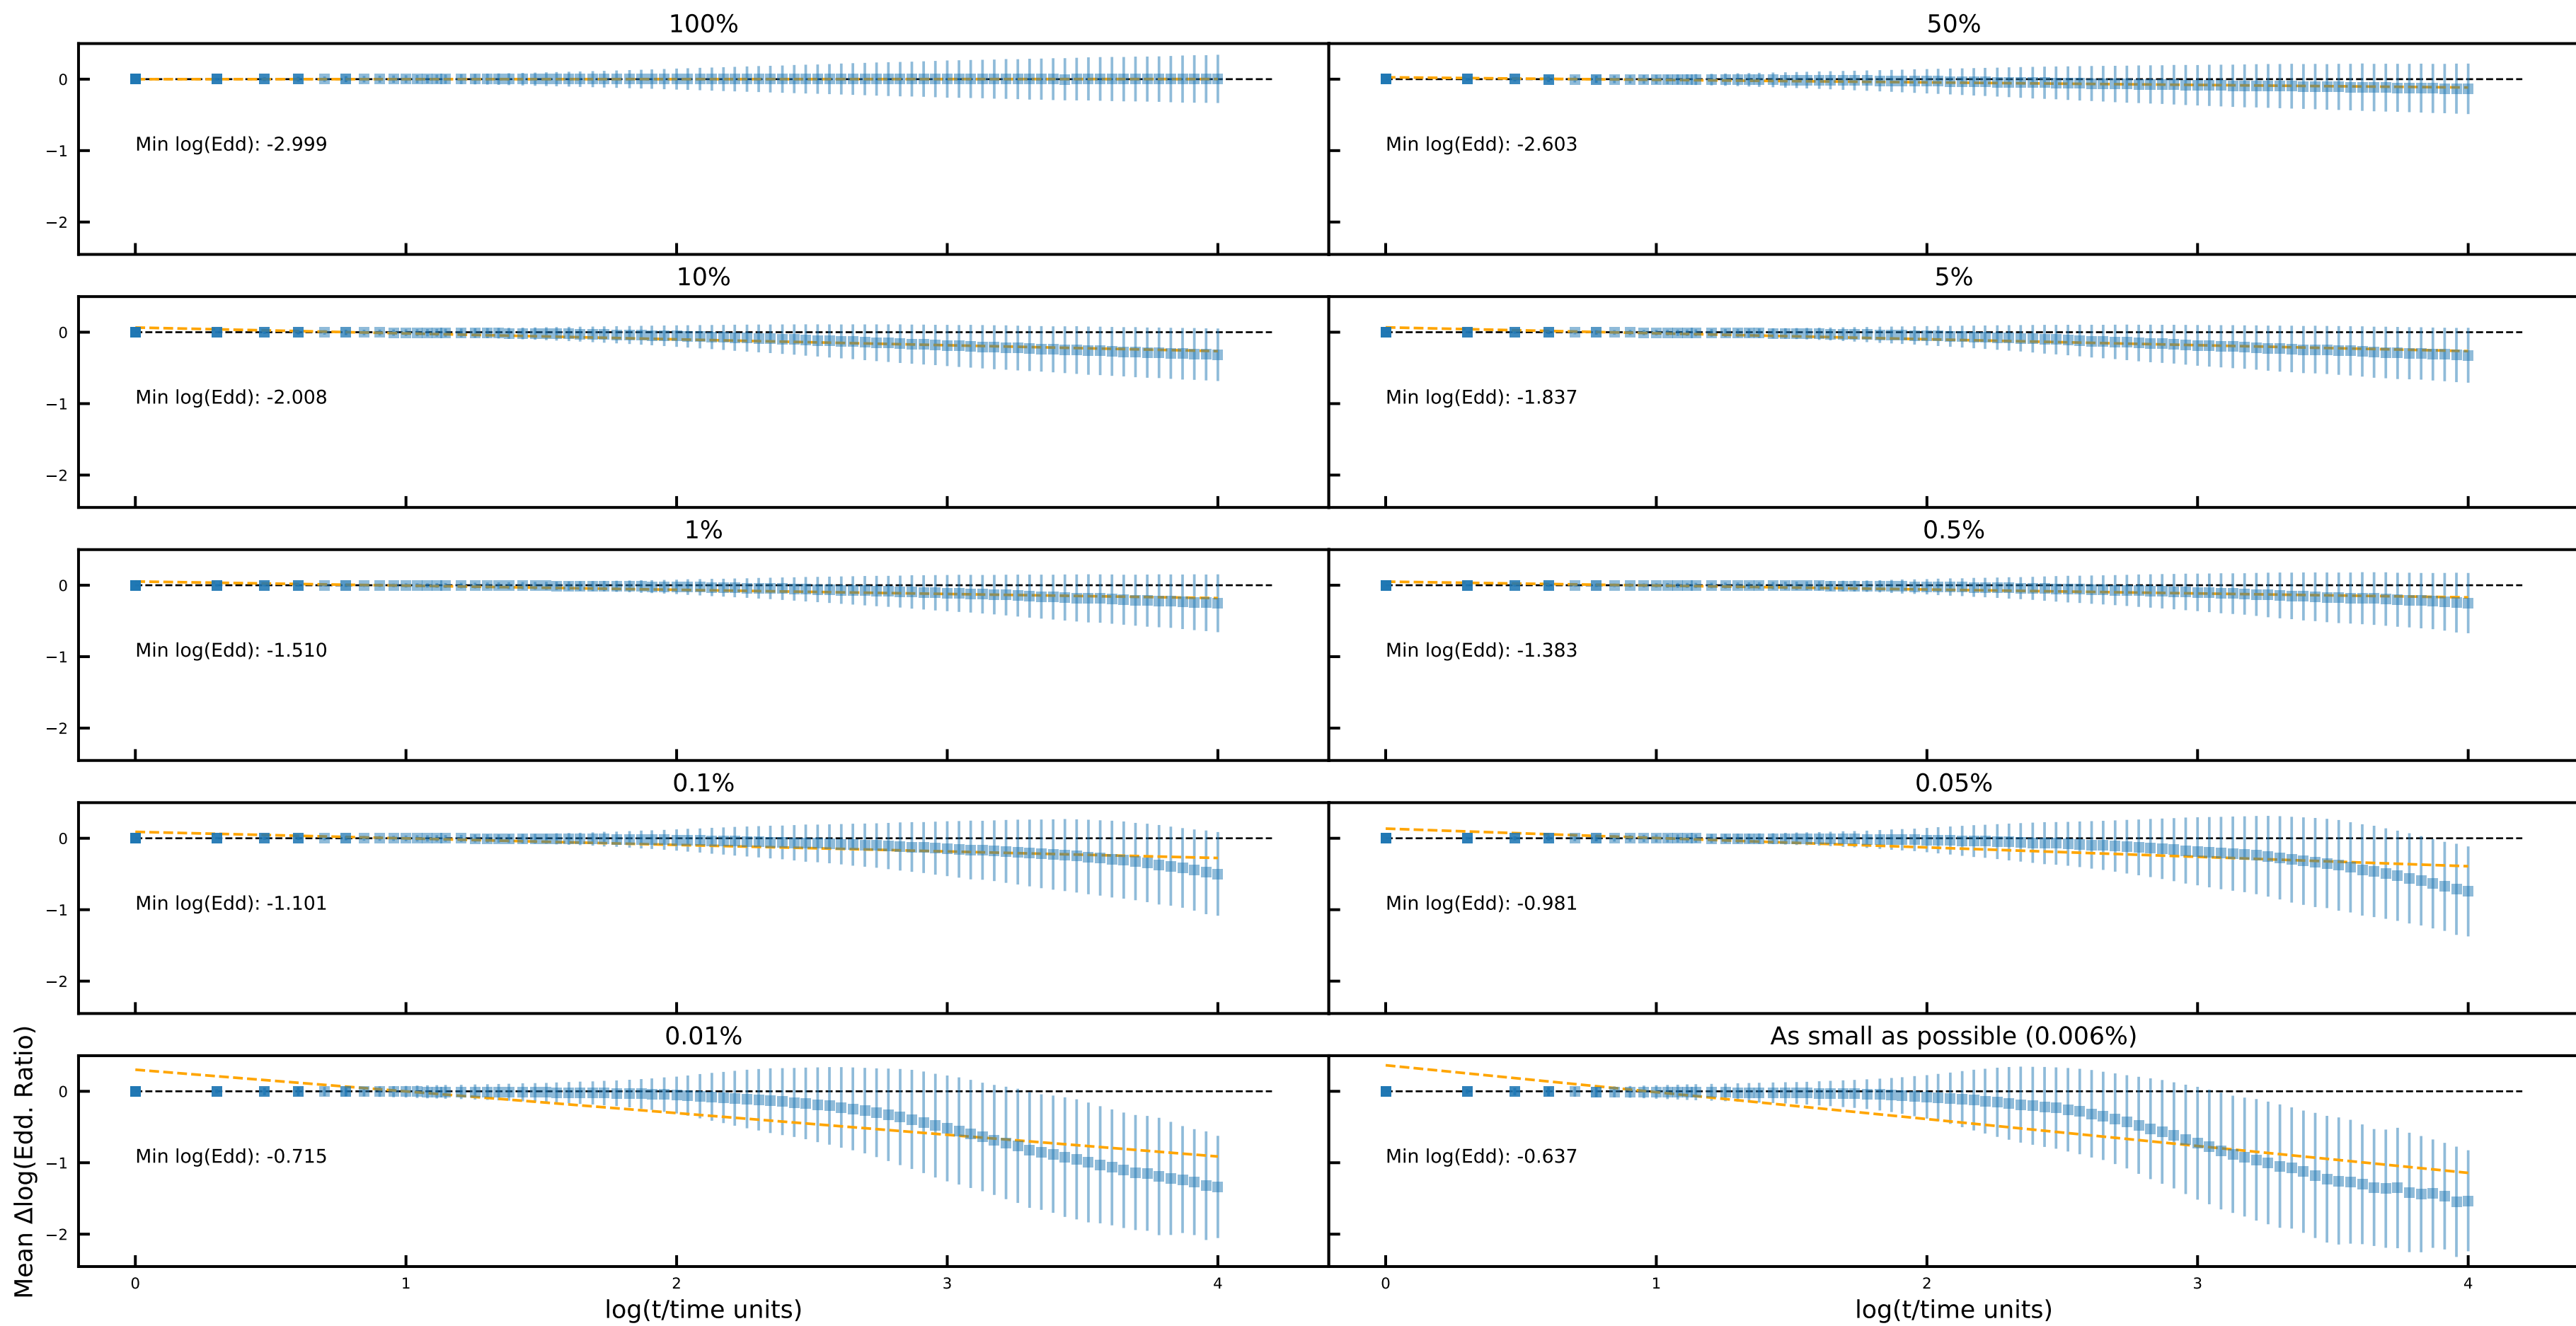 100%
50%
0
−1
−2
Min log(Edd): -2.999
Min log(Edd): -2.603
10%
5%
0
−1
−2
Min log(Edd): -2.008
Min log(Edd): -1.837
1%
0.5%
0
−1
−2
Min log(Edd): -1.510
Min log(Edd): -1.383
0.1%
0.05%
0
−1
−2
Min log(Edd): -1.101
Min log(Edd): -0.981
0.01%
As small as possible (0.006%)
Mean Δlog(Edd. Ratio)
0
−1
−2
Min log(Edd): -0.715
Min log(Edd): -0.637
0 1 2 3 4
0 1 2 3 4
log(t/time units)
log(t/time units)